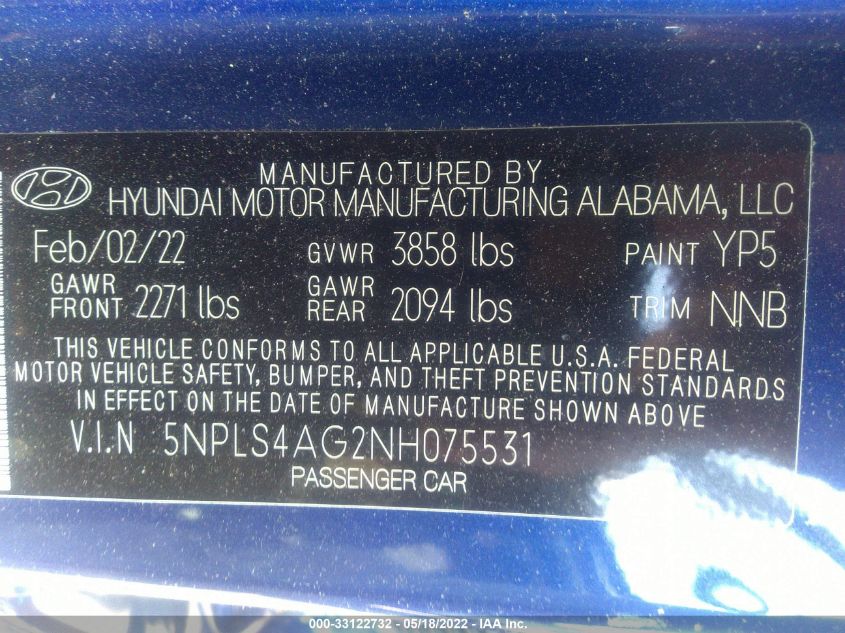 MANUFACTURED BY
HYUNDAI MOTOR MANUFACTURING ALABAMA, LLC
Feb/02/22 GVWR 3858 lbs PAINT YP5
GAWR FRONT 2271 lbs GAWR REAR 2094 lbs TRIM NNB
THIS VEHICLE CONFORMS TO ALL APPLICABLE U.S.A. FEDERAL
MOTOR VEHICLE SAFETY, BUMPER, AND THEFT PREVENTION STANDARDS
IN EFFECT ON THE DATE OF MANUFACTURE SHOWN ABOVE
V.I.N 5NPLS4AG2NH075531
PASSENGER CAR
000-33122732 - 05/18/2022 - IAA Inc.